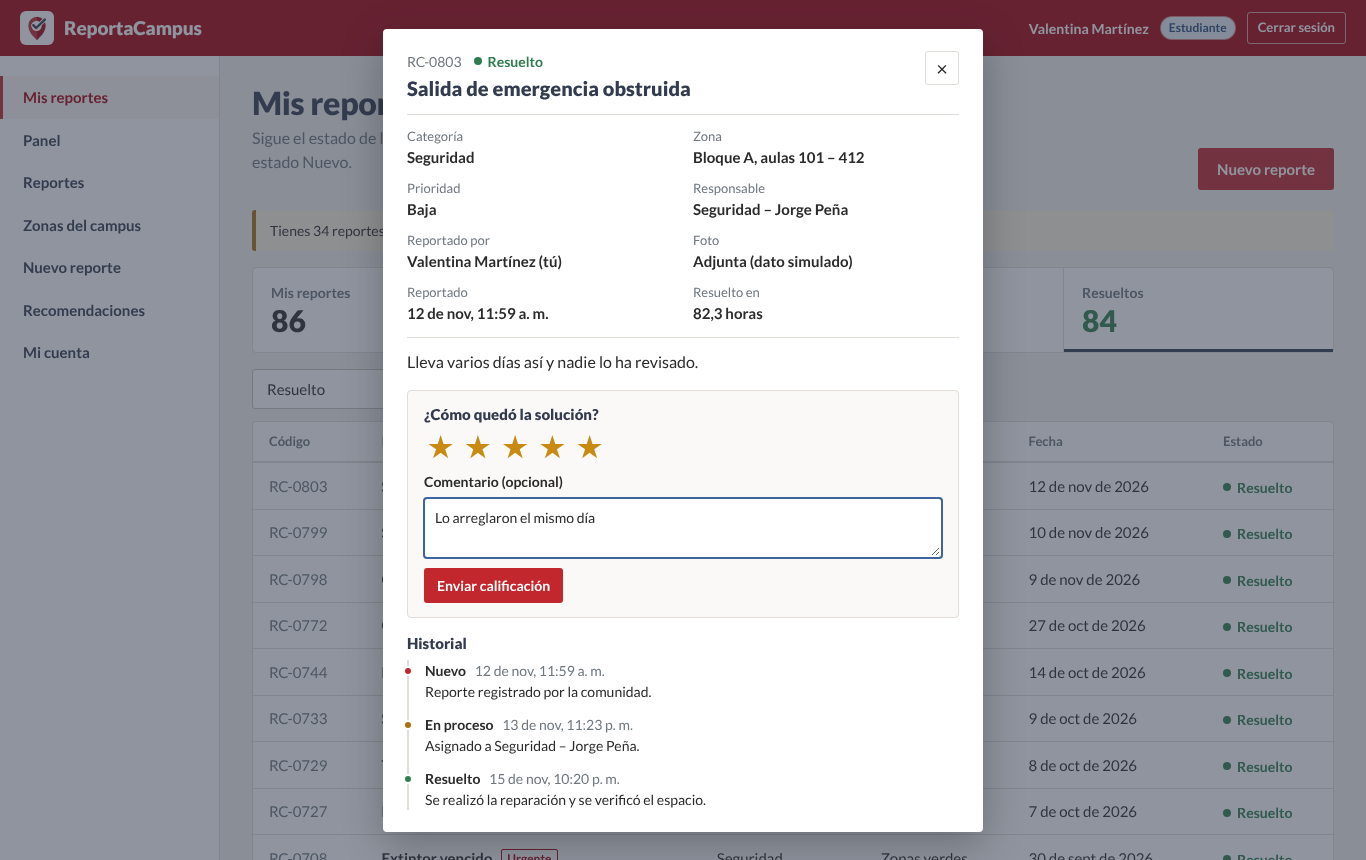 ReportaCampus
Valentina Martínez Estudiante Cerrar sesión
Mis reportes
Panel
Reportes
Zonas del campus
Nuevo reporte
Recomendaciones
Mi cuenta
Sigue el estado de
estado Nuevo.
Nuevo reporte
Tienes 34 reportes
Mis reportes
86
Resueltos
84
Resuelto
Código Fecha Estado
RC-0803 12 de nov de 2026 Resuelto
RC-0799 10 de nov de 2026 Resuelto
RC-0798 9 de nov de 2026 Resuelto
RC-0772 27 de oct de 2026 Resuelto
RC-0744 14 de oct de 2026 Resuelto
RC-0733 9 de oct de 2026 Resuelto
RC-0729 8 de oct de 2026 Resuelto
RC-0727 7 de oct de 2026 Resuelto
RC-0708 Extintor vencido Urgente Seguridad Zonas verdes 30 de sept de 2026 Resuelto
RC-0803 Resuelto
Salida de emergencia obstruida
×
Categoría
Seguridad
Zona
Bloque A, aulas 101 – 412
Prioridad
Baja
Responsable
Seguridad – Jorge Peña
Reportado por
Valentina Martínez (tú)
Foto
Adjunta (dato simulado)
Reportado
12 de nov, 11:59 a. m.
Resuelto en
82,3 horas
Lleva varios días así y nadie lo ha revisado.
¿Cómo quedó la solución?
★ ★ ★ ★ ★
Comentario (opcional)
Lo arreglaron el mismo día
Enviar calificación
Historial
Nuevo 12 de nov, 11:59 a. m.
Reporte registrado por la comunidad.
En proceso 13 de nov, 11:23 p. m.
Asignado a Seguridad – Jorge Peña.
Resuelto 15 de nov, 10:20 p. m.
Se realizó la reparación y se verificó el espacio.